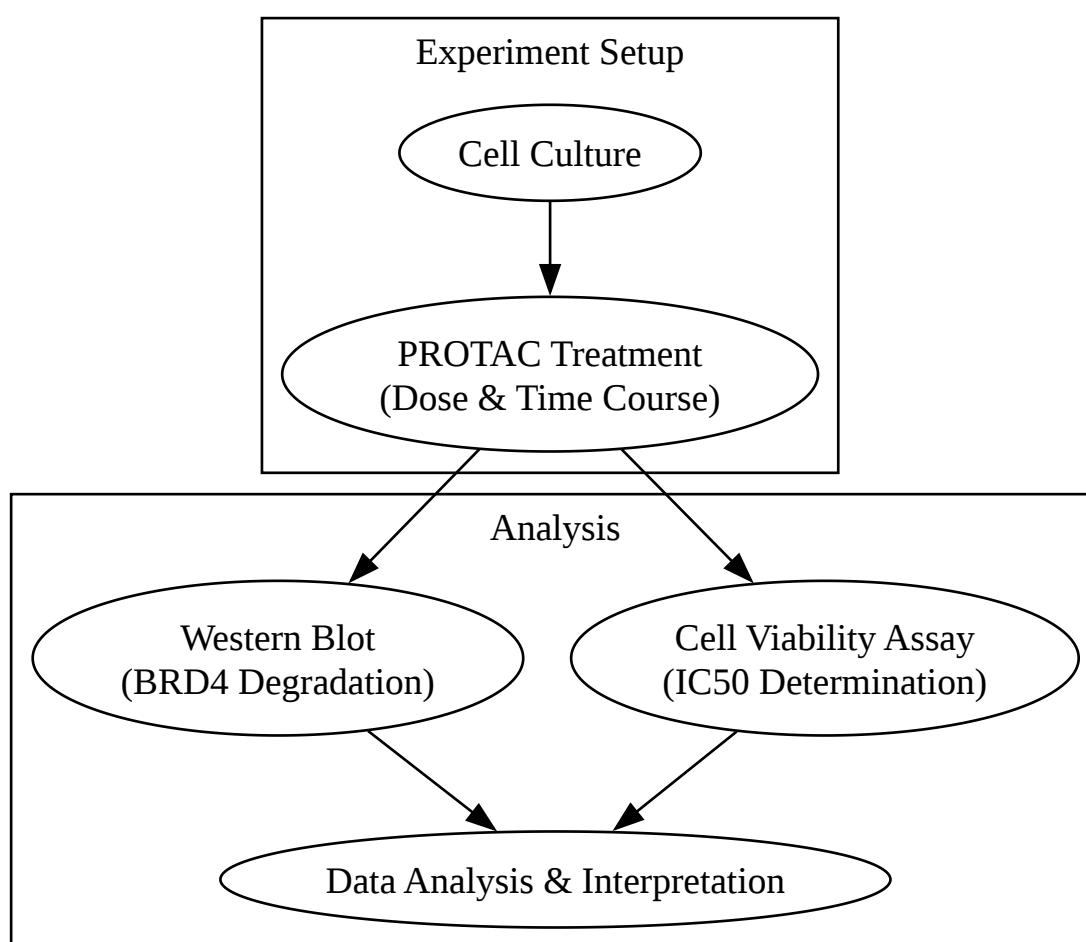 Experiment Setup
Cell Culture
PROTAC Treatment
(Dose & Time Course)
Analysis
Western Blot
(BRD4 Degradation)
Cell Viability Assay
(IC50 Determination)
Data Analysis & Interpretation